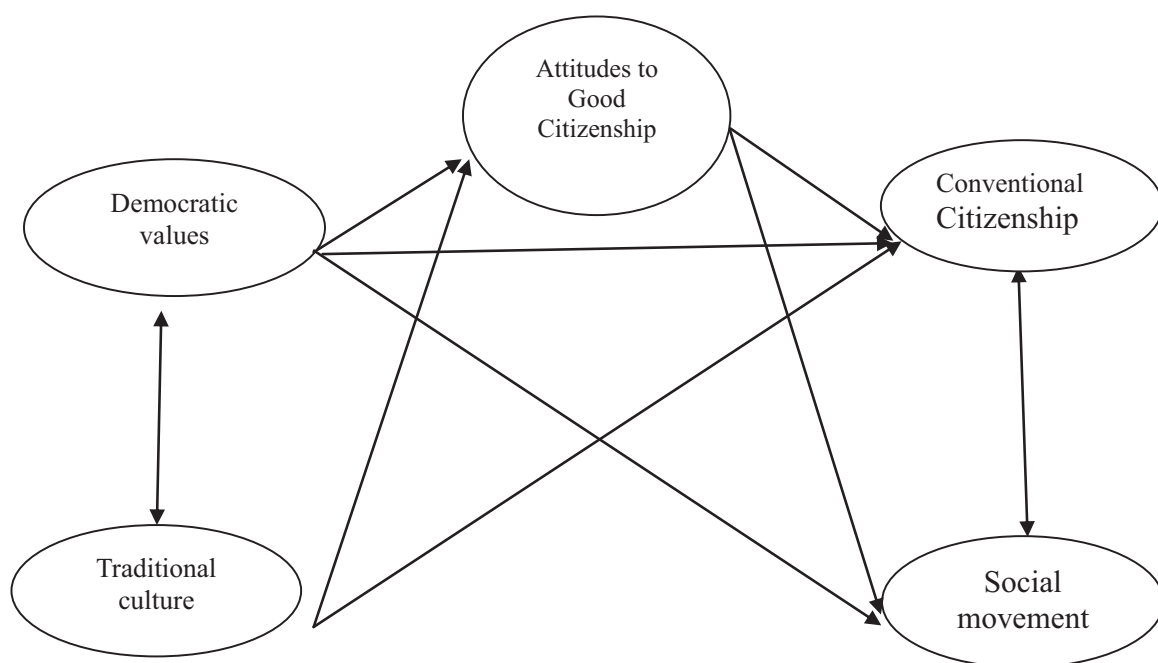 Attitudes to
Good
Citizenship
Democratic
values
Conventional
Citizenship
Traditional
culture
Social
movement